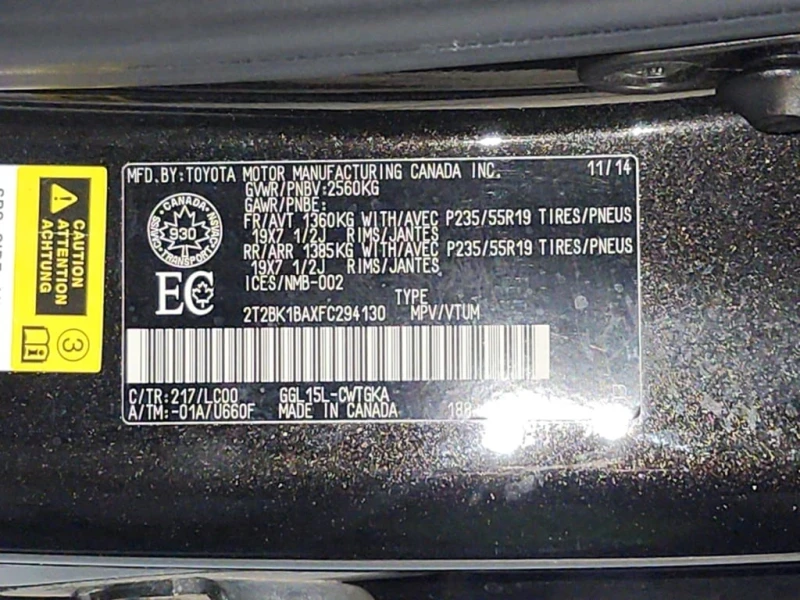 MFD.BY:TOYOTA MOTOR MANUFACTURING CANADA INC. 11/14
GVWR/PNBV:2560KG
GAWR/PNBE:
FR/AVT 1360KG WITH/AVEC P235/55R19 TIRES/PNEUS
19X7 1/2J RIMS/JANTES
RR/ARR 1385KG WITH/AVEC P235/55R19 TIRES/PNEUS
19X7 1/2J RIMS/JANTES
ICES/NMB-002
TYPE
2T2BK1BAXFC294130 MPV/VTUM
C/TR:217/LC00 GGL15L-CWTGKA
A/TM:-01A/U660F MADE IN CANADA 188
CANADA
930
TRANSPORT
EC
CAUTION
ATTENTION
ACHTUNG
3